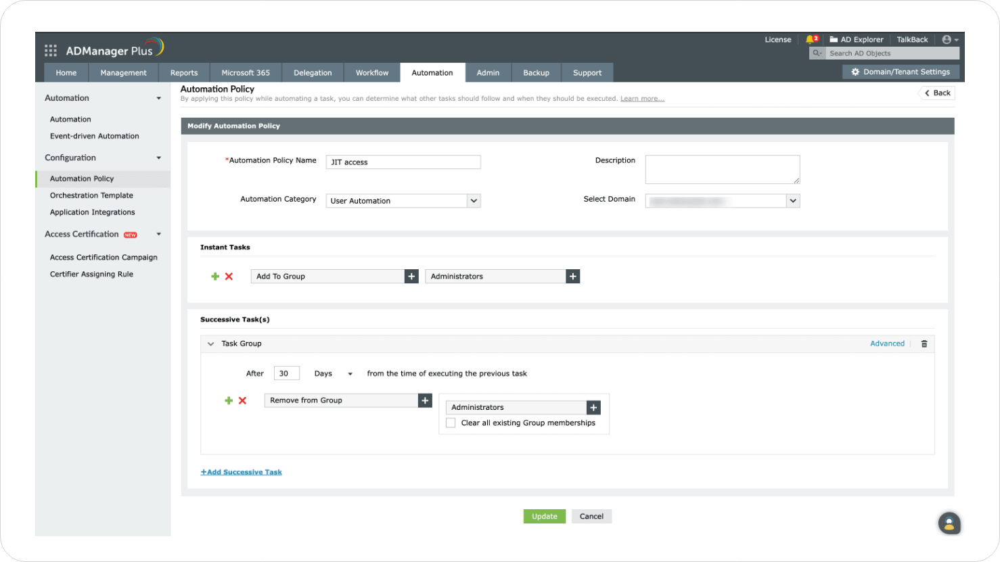 License
2
AD Explorer
TalkBack
ADManager Plus
Search AD Objects
Home
Management
Reports
Microsoft 365
Delegation
Workflow
Automation
Admin
Backup
Support
Domain/Tenant Settings
Automation
Automation
Event-driven Automation
Configuration
Automation Policy
Orchestration Template
Application Integrations
Access Certification NEW
Access Certification Campaign
Certifier Assigning Rule
Automation Policy
By applying this policy while automating a task, you can determine what other tasks should follow and when they should be executed. Learn more...
Back
Modify Automation Policy
*Automation Policy Name
JIT access
Description
Automation Category
User Automation
Select Domain
Instant Tasks
Add To Group
Administrators
Successive Task(s)
Task Group
Advanced
After 30 Days from the time of executing the previous task
Remove from Group
Administrators
Clear all existing Group memberships
+Add Successive Task
Update
Cancel